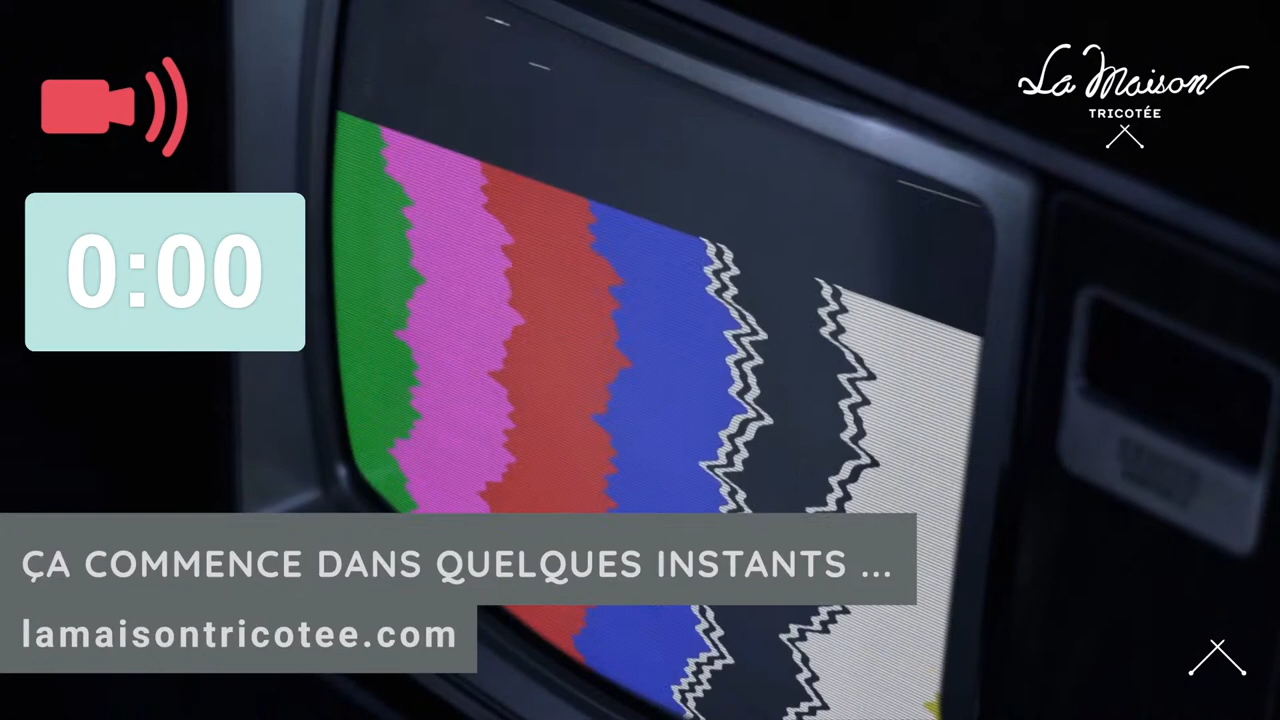 La Maison
TRICOTÉE
0:00
ÇA COMMENCE DANS QUELQUES INSTANTS ...
lamaisontricotee.com